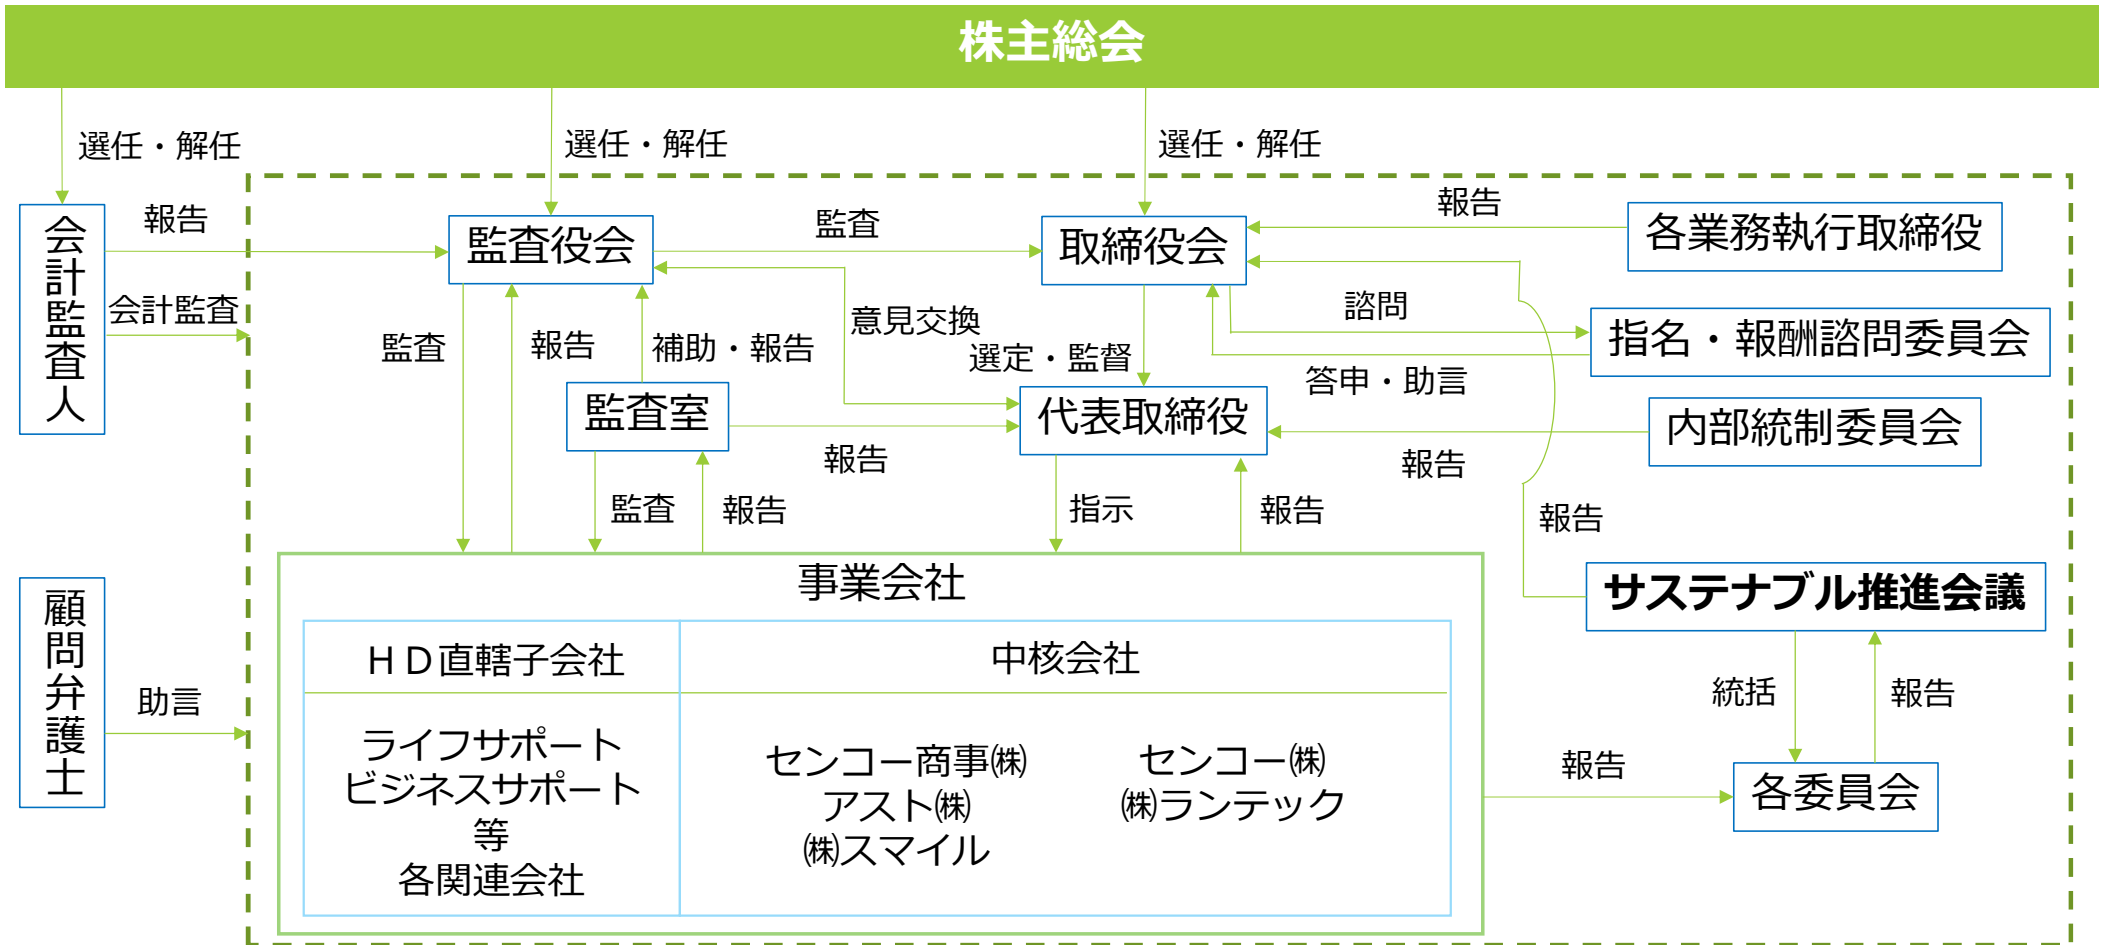 株主総会
選任・解任
選任・解任
選任・解任
会計監査人
報告
会計監査
監査役会
監査
取締役会
報告
各業務執行取締役
諮問
指名・報酬諮問委員会
答申・助言
意見交換
選定・監督
監査
報告
補助・報告
監査室
報告
代表取締役
報告
内部統制委員会
監査
報告
指示
報告
報告
顧問弁護士
助言
事業会社
ＨＤ直轄子会社
中核会社
ライフサポート
ビジネスサポート
等
各関連会社
センコー商事㈱
アスト㈱
㈱スマイル
センコー㈱
㈱ランテック
サステナブル推進会議
統括
報告
報告
各委員会